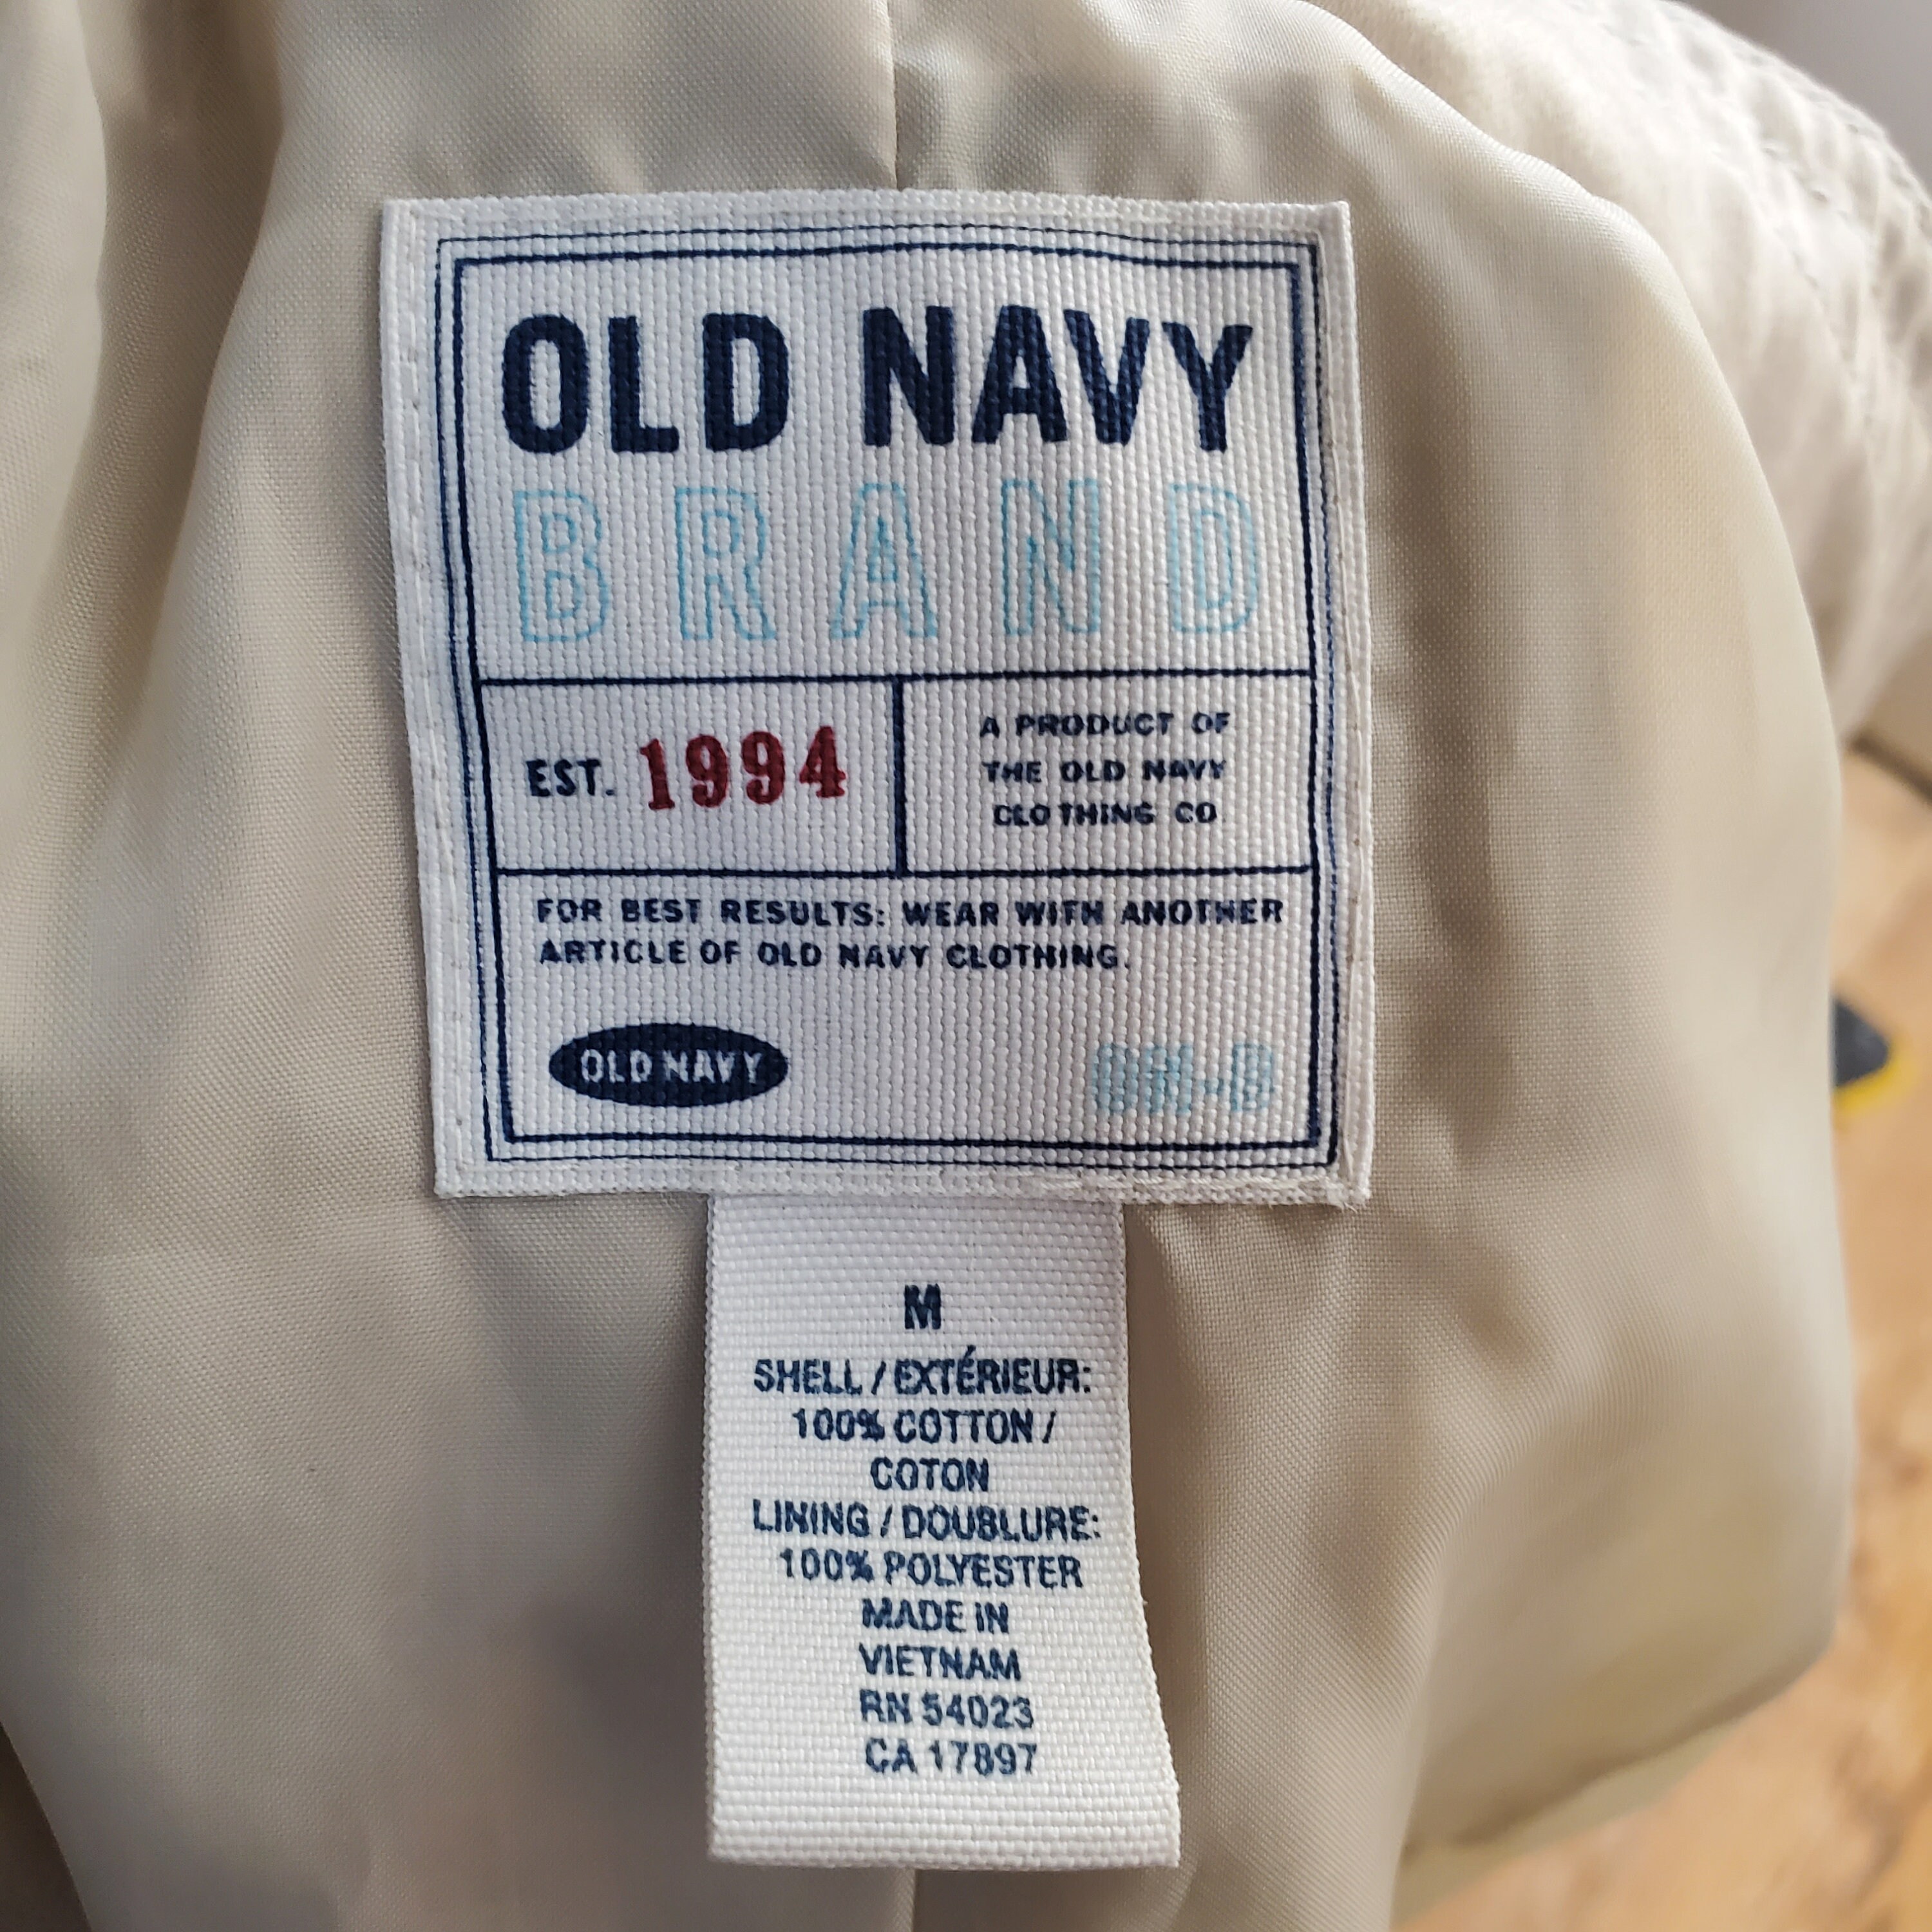 OLD NAVY
BRAND
EST. 1994
A PRODUCT OF
THE OLD NAVY
CLOTHING CO
FOR BEST RESULTS: WEAR WITH ANOTHER
ARTICLE OF OLD NAVY CLOTHING.
OLD NAVY
M
SHELL / EXTÉRIEUR:
100% COTTON /
COTON
LINING / DOUBLURE:
100% POLYESTER
MADE IN
VIETNAM
RN 54023
CA 17897